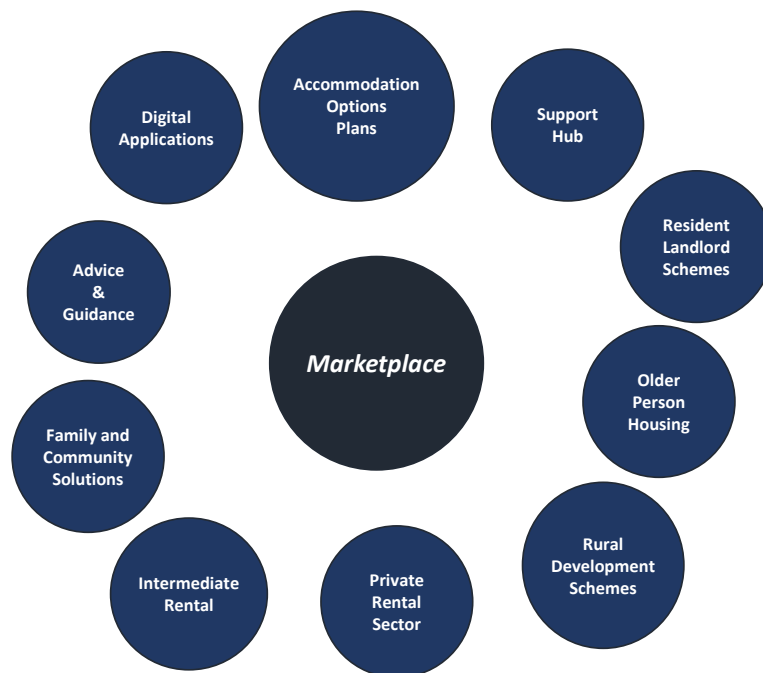 Accommodation
Options
Plans
Digital
Applications
Support
Hub
Resident
Landlord
Schemes
Advice
&
Guidance
Marketplace
Older
Person
Housing
Family and
Community
Solutions
Rural
Development
Schemes
Intermediate
Rental
Private
Rental
Sector